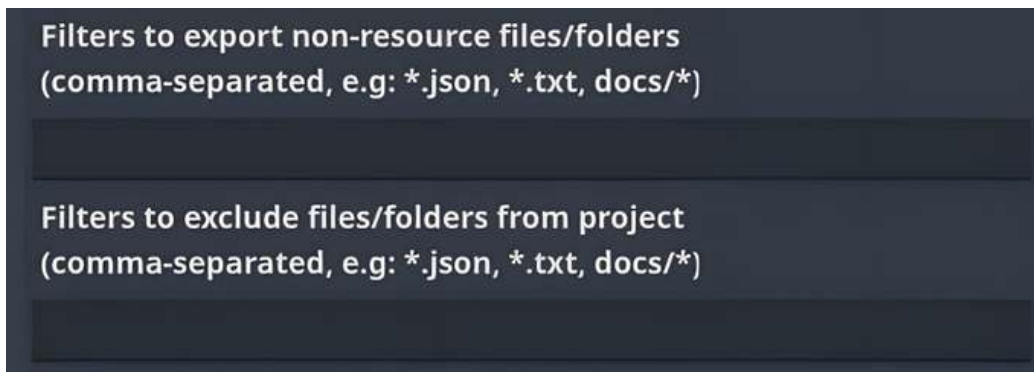 Filters to export non-resource files/folders
(comma-separated, e.g: *.json, *.txt, docs/*)
Filters to exclude files/folders from project
(comma-separated, e.g: *.json, *.txt, docs/*)